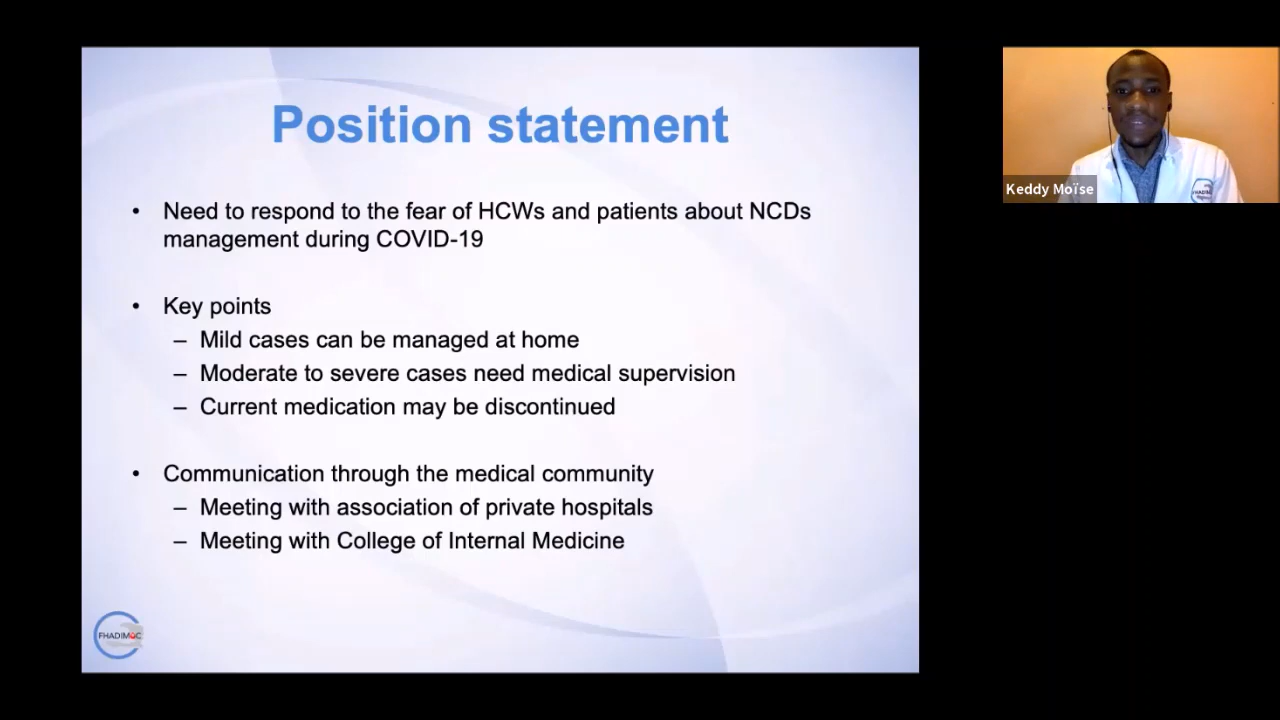 Position statement
• Need to respond to the fear of HCWs and patients about NCDs
management during COVID-19
• Key points
– Mild cases can be managed at home
– Moderate to severe cases need medical supervision
– Current medication may be discontinued
• Communication through the medical community
– Meeting with association of private hospitals
– Meeting with College of Internal Medicine
FHADIMAC
Keddy Moïse